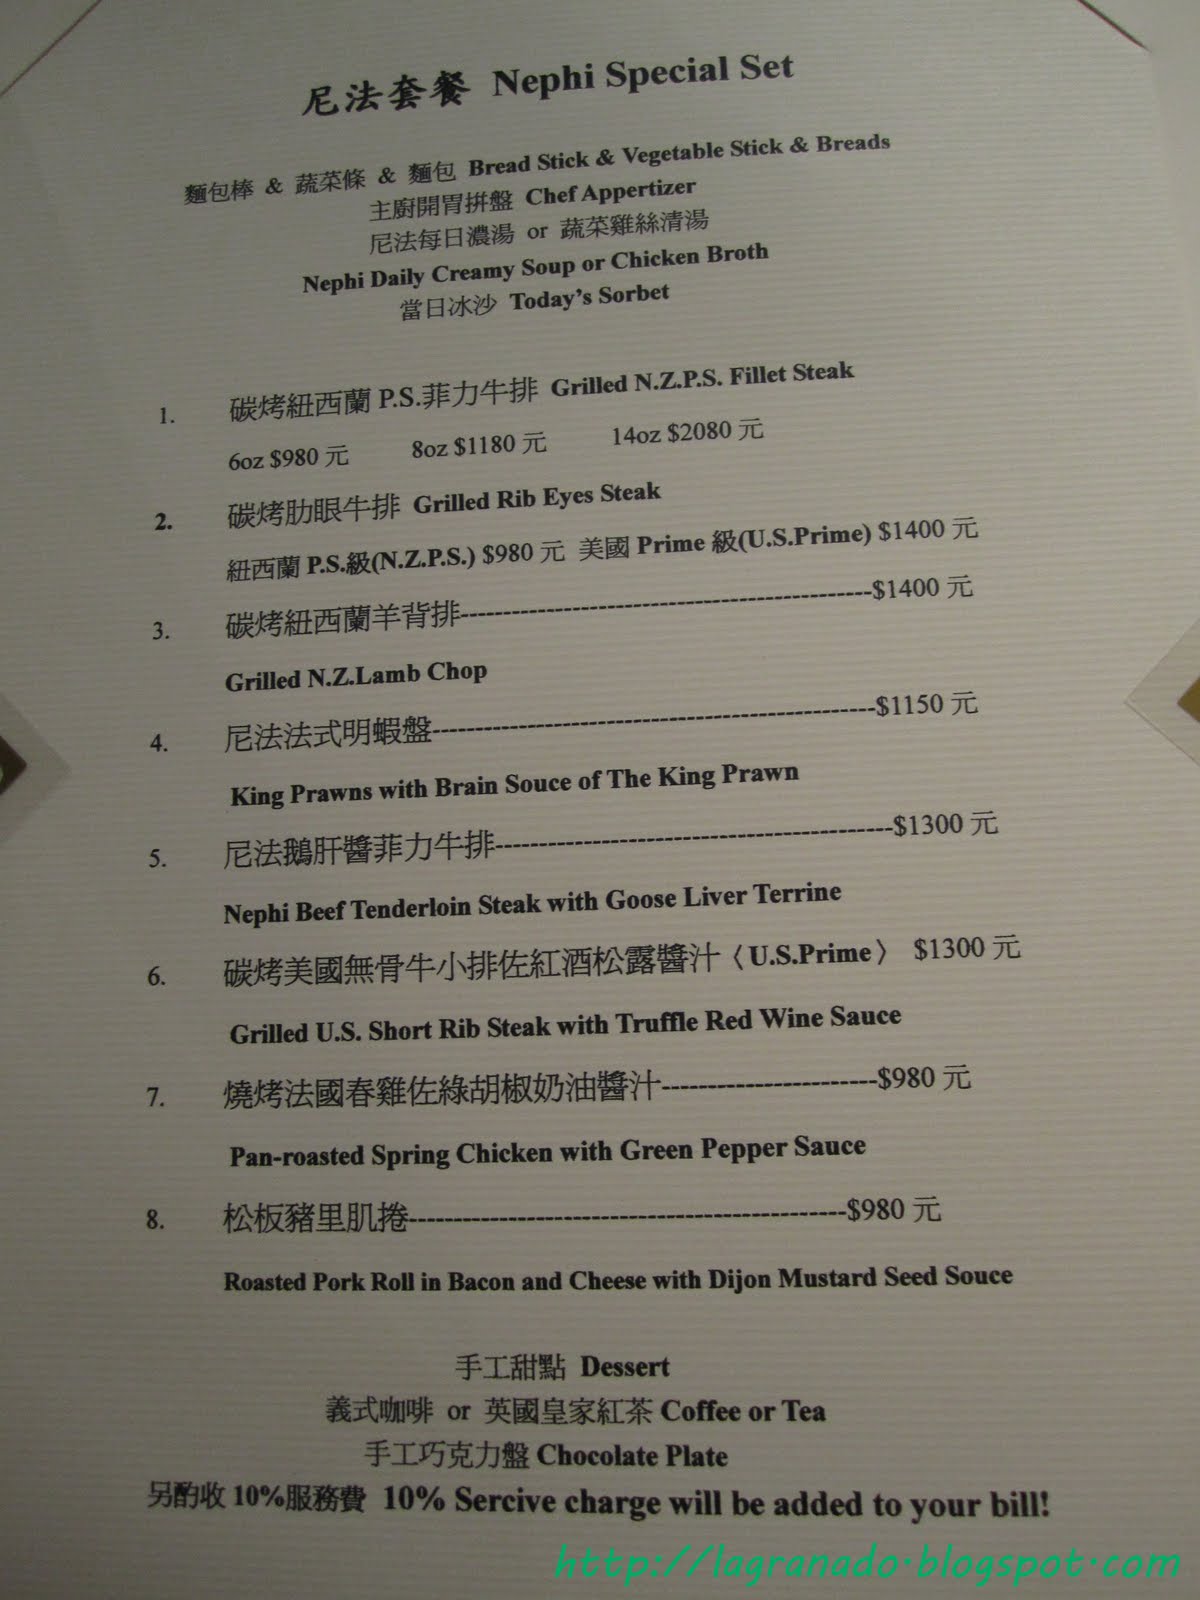 尼法套餐 Nephi Special Set
麵包棒 & 蔬菜條 & 麵包 Bread Stick & Vegetable Stick & Breads
主廚開胃拼盤 Chef Appertizer
尼法每日濃湯 or 蔬菜雞絲清湯
Nephi Daily Creamy Soup or Chicken Broth
當日冰沙 Today's Sorbet
1. 碳烤紐西蘭 P.S.菲力牛排 Grilled N.Z.P.S. Fillet Steak
6oz $980 元 8oz $1180 元 14oz $2080 元
2. 碳烤肋眼牛排 Grilled Rib Eyes Steak
紐西蘭 P.S.級(N.Z.P.S.) $980 元 美國 Prime 級(U.S.Prime) $1400 元
3. 碳烤紐西蘭羊背排----------------------------------------------$1400 元
Grilled N.Z.Lamb Chop
4. 尼法法式明蝦盤--------------------------------------------------$1150 元
King Prawns with Brain Souce of The King Prawn
5. 尼法鵝肝醬菲力牛排---------------------------------------------$1300 元
Nephi Beef Tenderloin Steak with Goose Liver Terrine
6. 碳烤美國無骨牛小排佐紅酒松露醬汁〈U.S.Prime〉 $1300 元
Grilled U.S. Short Rib Steak with Truffle Red Wine Sauce
7. 燒烤法國春雞佐綠胡椒奶油醬汁------------------------$980 元
Pan-roasted Spring Chicken with Green Pepper Sauce
8. 松板豬里肌捲-------------------------------------------------$980 元
Roasted Pork Roll in Bacon and Cheese with Dijon Mustard Seed Souce
手工甜點 Dessert
義式咖啡 or 英國皇家紅茶 Coffee or Tea
手工巧克力盤 Chocolate Plate
另酌收 10%服務費 10% Sercive charge will be added to your bill!
http://lagranado.blogspot.com